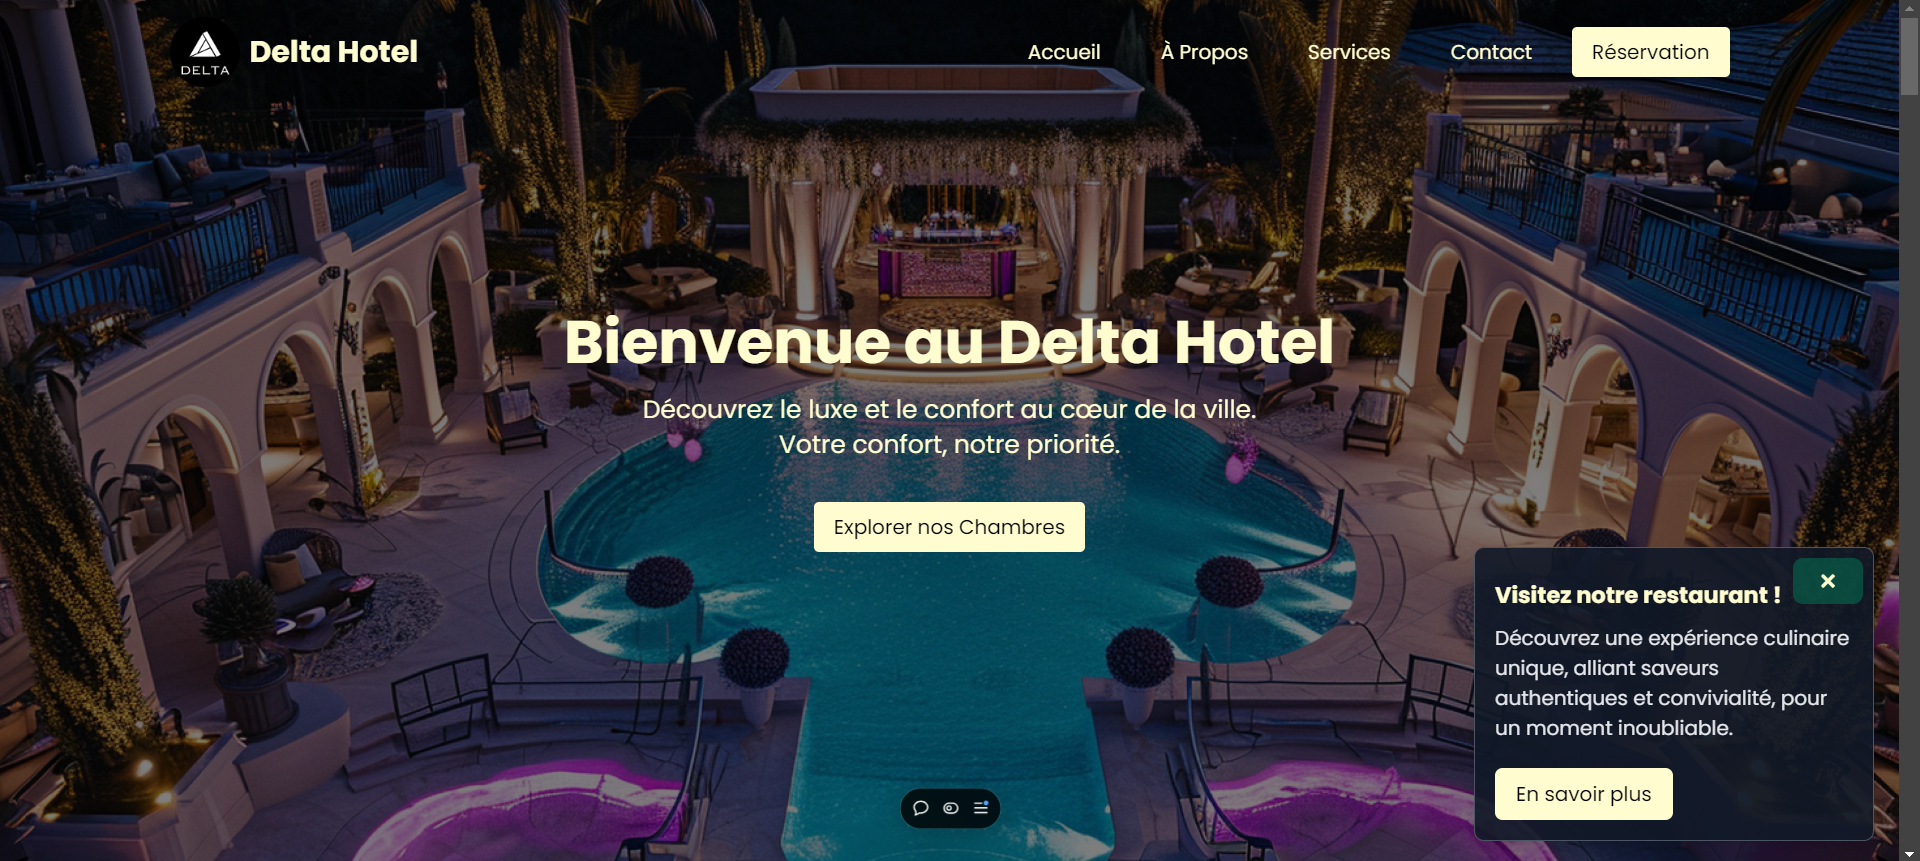 DELTA
Delta Hotel
Accueil
À Propos
Services
Contact
Réservation
Bienvenue au Delta Hotel
Découvrez le luxe et le confort au cœur de la ville.
Votre confort, notre priorité.
Explorer nos Chambres
Visitez notre restaurant !
Découvrez une expérience culinaire
unique, alliant saveurs
authentiques et convivialité, pour
un moment inoubliable.
En savoir plus